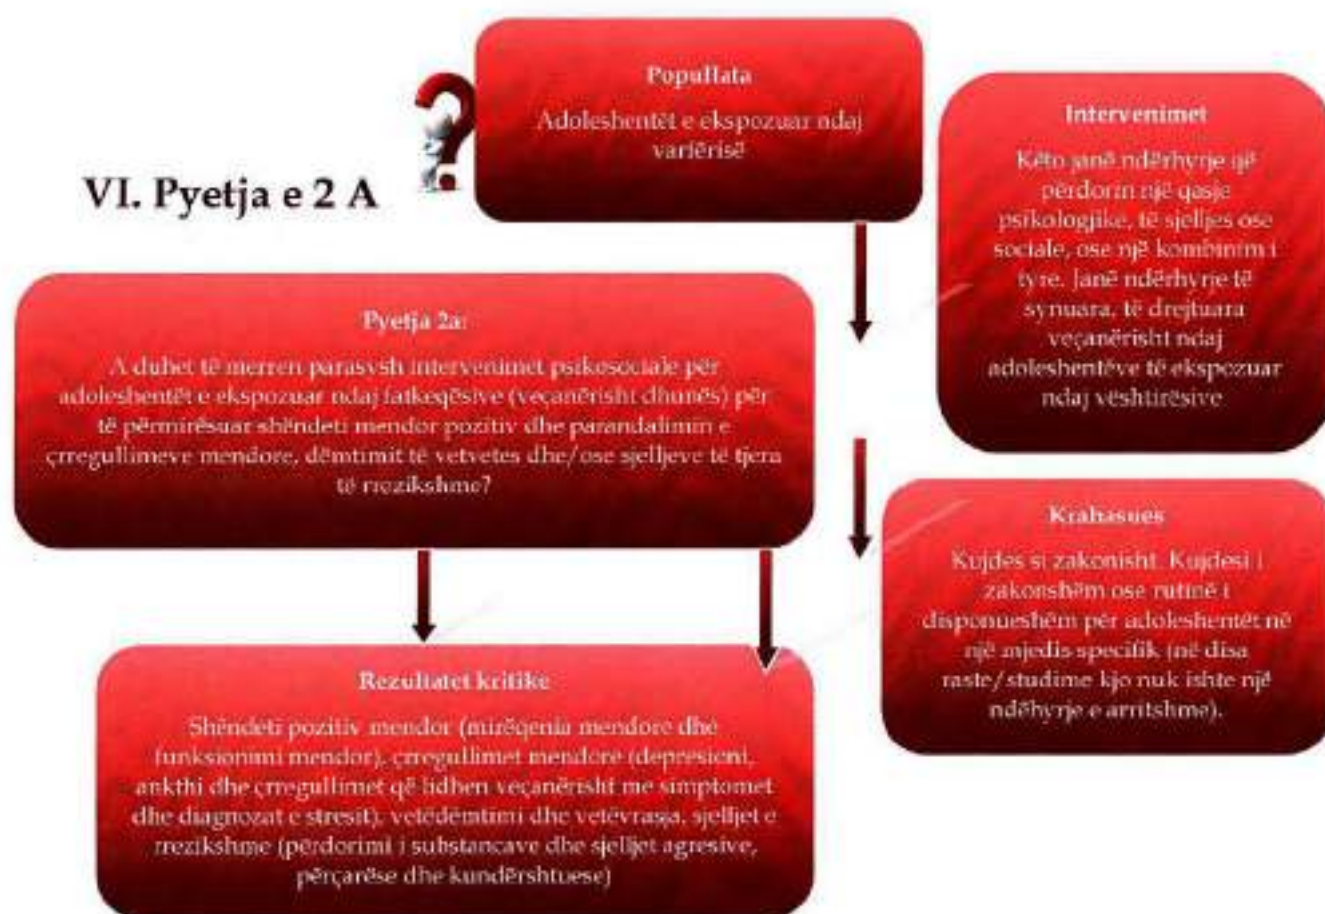 VI. Pyetja e 2 A
?
Popullata
Adoleshentët e ekspozuar ndaj
varfërisë
Intervenimet
Këto janë ndërhyrje që
përdorin një qasje
psikologjike, të sjelljes ose
sociale, ose një kombinim i
tyre. Janë ndërhyrje të
synuara, të drejtuara
veçanërisht ndaj
adoleshentëve të ekspozuar
ndaj vështirësive
Pyetja 2a:
A duhet të merren parasysh intervenimet psikosociale për
adoleshentët e ekspozuar ndaj fatkeqësive (veçanërisht dhunës) për
të përmirësuar shëndeti mendor pozitiv dhe parandalimin e
çrregullimeve mendore, dëmtimit të vetvetes dhe/ose sjelljeve të tjera
të rrezikshme?
Krahasues
Kujdes si zakonisht. Kujdesi i
zakonshëm ose rutinë i
disponueshëm për adoleshentët në
një mjedis specifik (në disa
raste/studime kjo nuk ishte një
ndëhyrje e arritshme).
Rezultatet kritike
Shëndeti pozitiv mendor (mirëqenia mendore dhe
funksionimi mendor), çrregullimet mendore (depresioni,
ankthi dhe çrregullimet që lidhen veçanërisht me simptomet
dhe diagnozat e stresit), vetëdëmtimi dhe vetëvrasja, sjelljet e
rrezikshme (përdorimi i substancave dhe sjelljet agresive,
përçarëse dhe kundërshtuese)